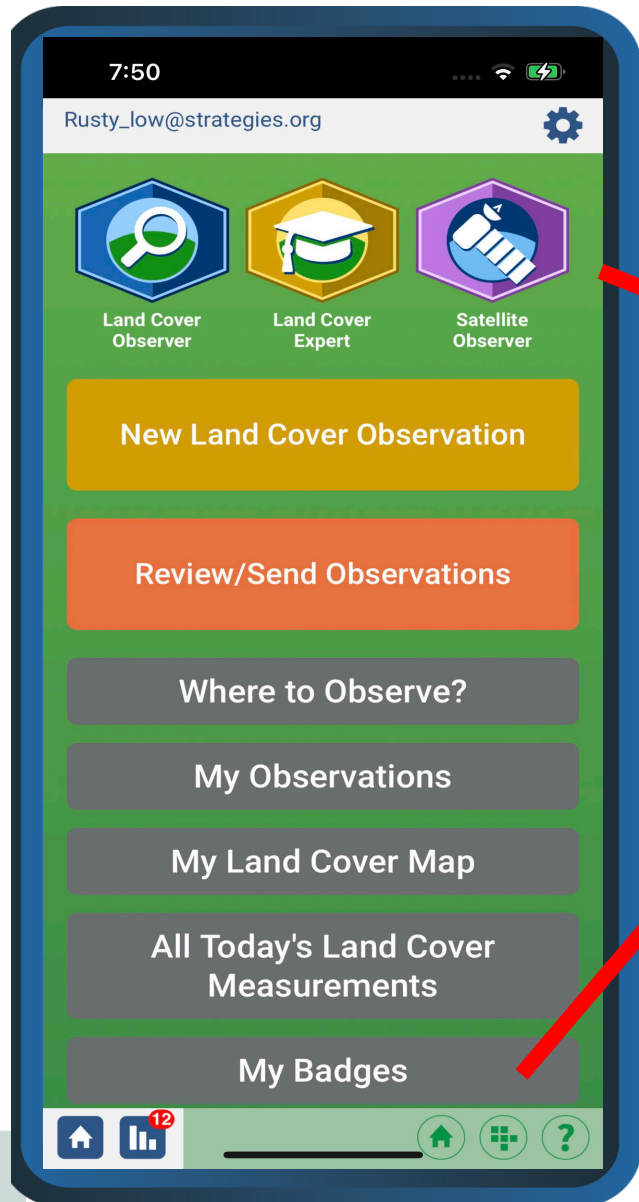 7:50
Rusty_low@strategies.org
Land Cover
Observer
Land Cover
Expert
Satellite
Observer
New Land Cover Observation
Review/Send Observations
Where to Observe?
My Observations
My Land Cover Map
All Today's Land Cover
Measurements
My Badges
12
?